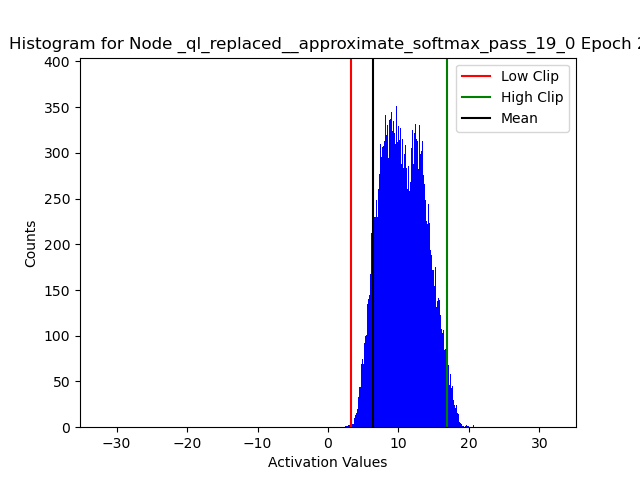 Histogram for Node _ql_replaced__approximate_softmax_pass_19_0 Epoch
400
350
300
250
200
150
100
50
0
Counts
Low Clip
High Clip
Mean
−30 −20 −10 0 10 20 30
Activation Values